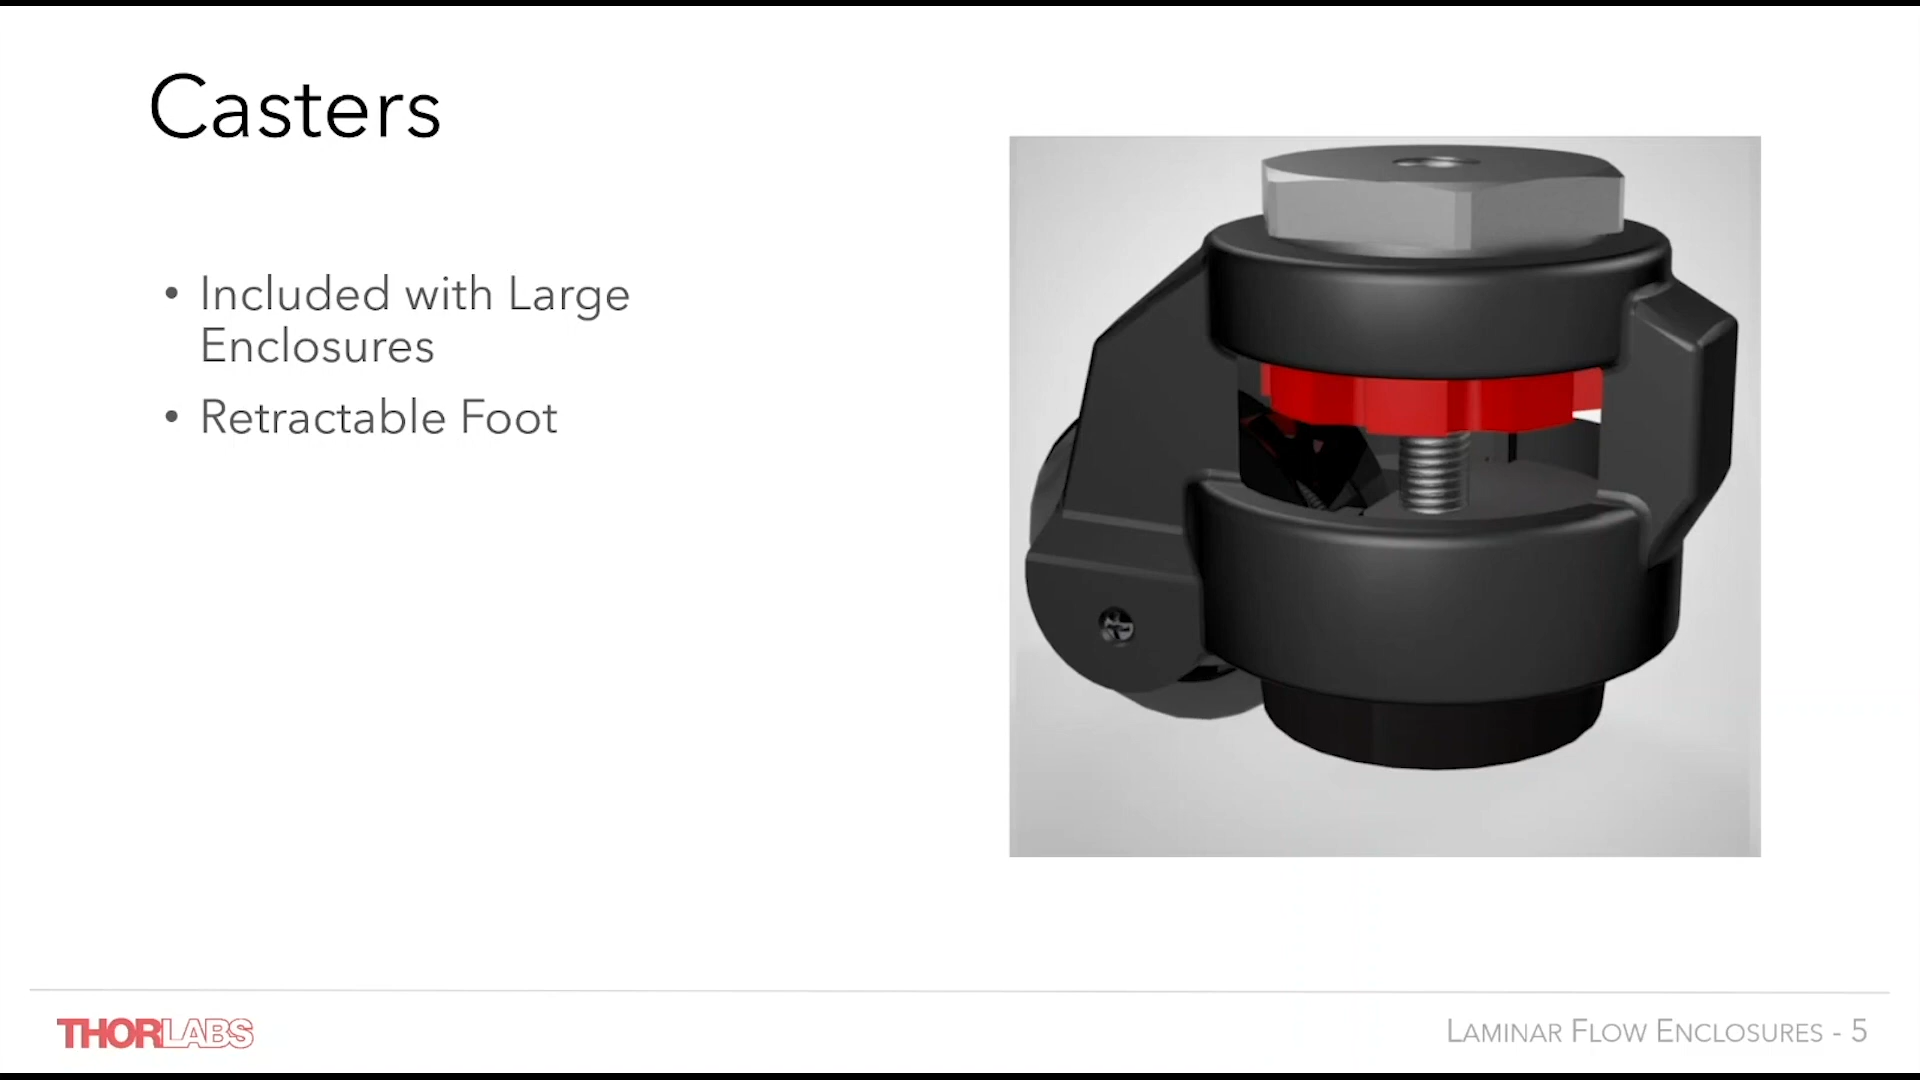 Casters
• Included with Large
Enclosures
• Retractable Foot
THORLABS
LAMINAR FLOW ENCLOSURES - 5